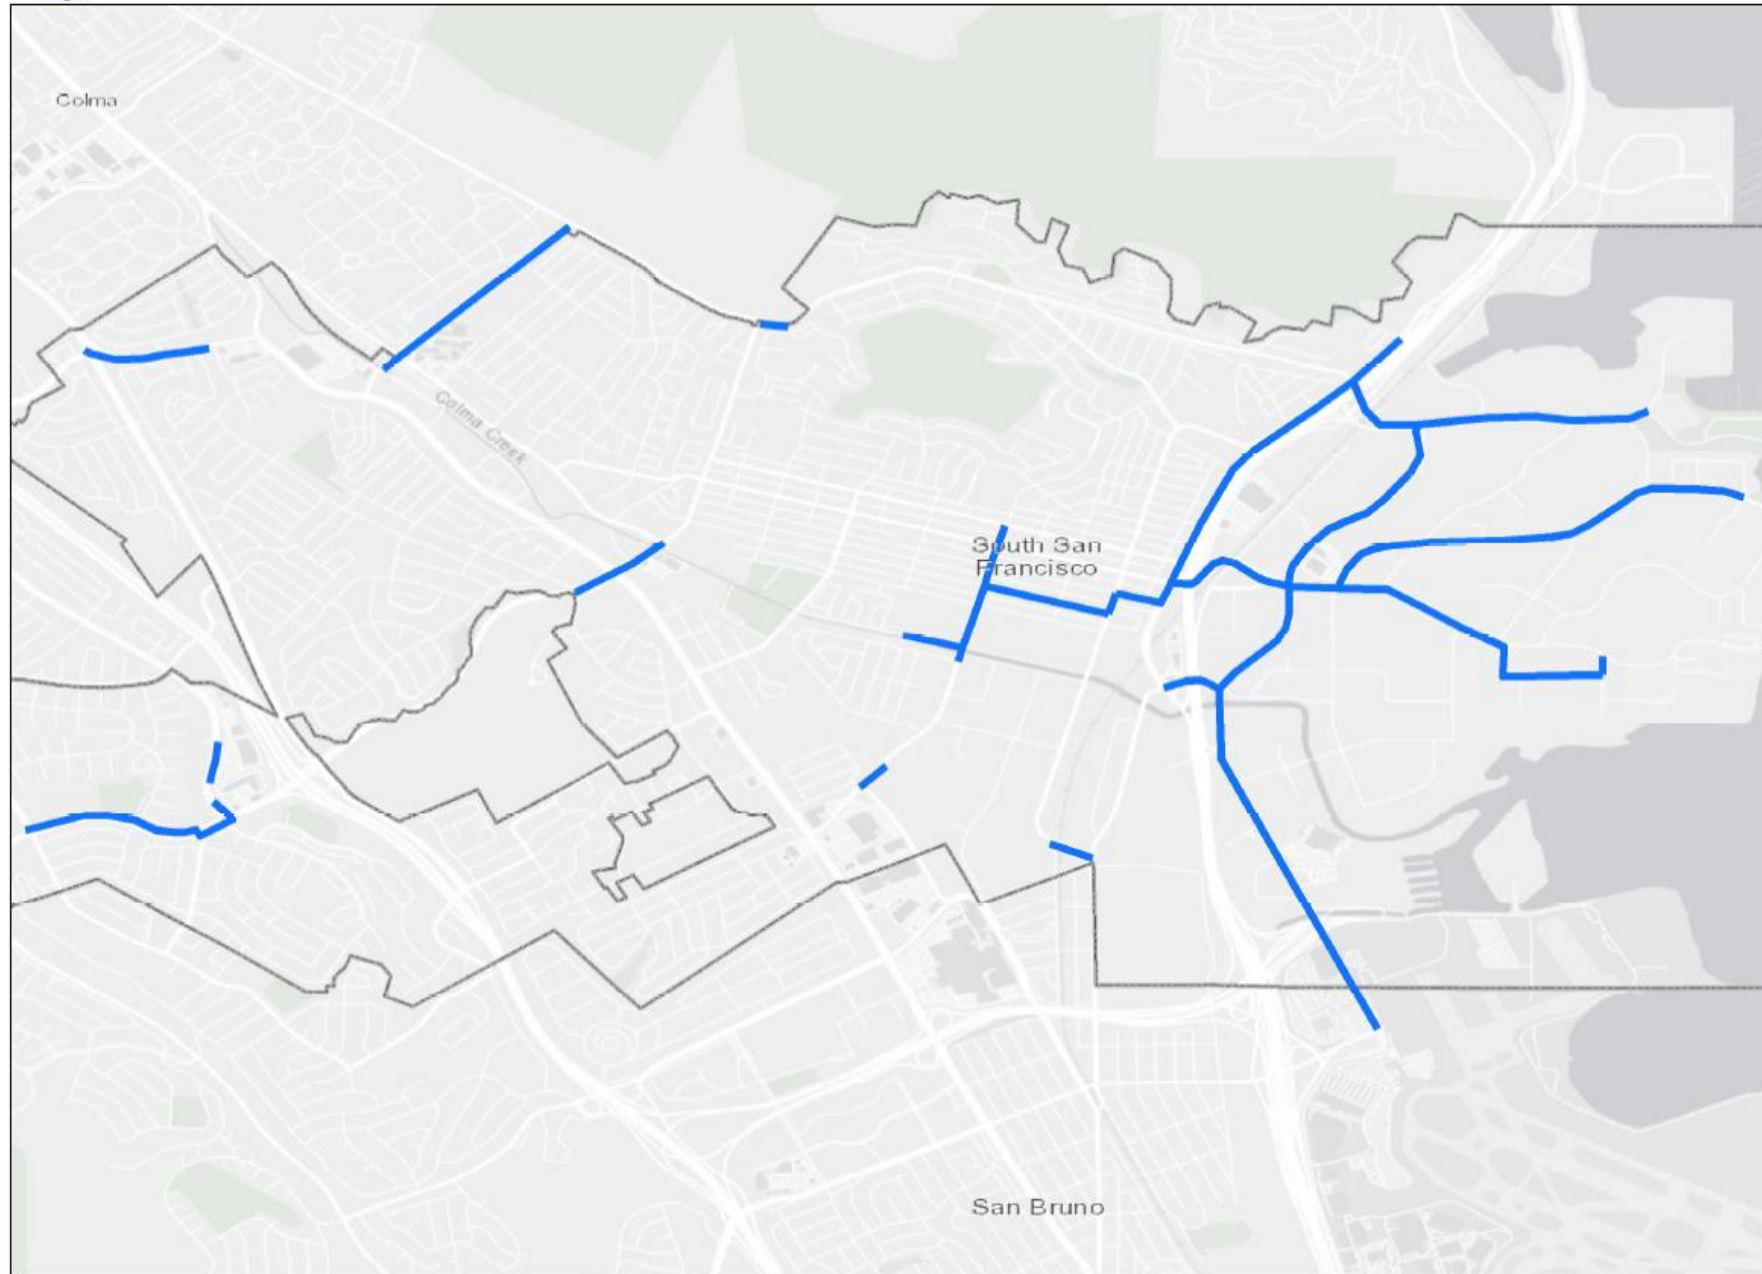 Colma
Colma Creek
South San
Francisco
San Bruno